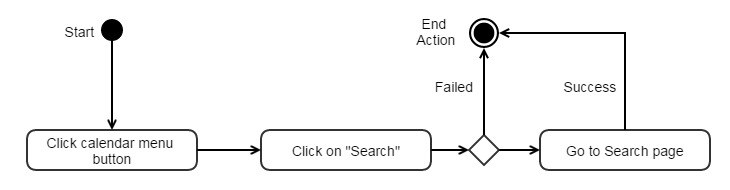 Start
End
Action
Failed
Success
Click calendar menu
button
Click on "Search"
Go to Search page